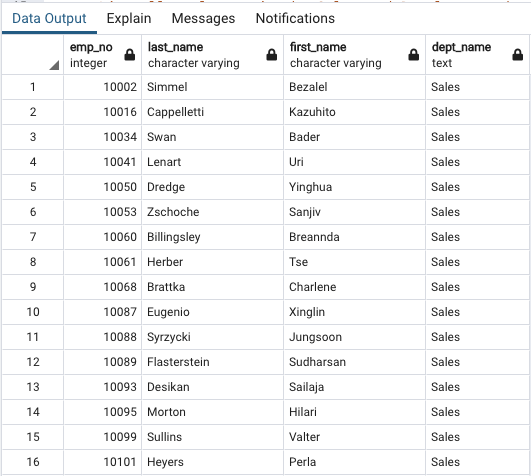 Data Output Explain Messages Notifications
emp_no last_name first_name dept_name
integer character varying character varying text
1 10002 Simmel Bezalel Sales
2 10016 Cappelletti Kazuhito Sales
3 10034 Swan Bader Sales
4 10041 Lenart Uri Sales
5 10050 Dredge Yinghua Sales
6 10053 Zschoche Sanjiv Sales
7 10060 Billingsley Breannda Sales
8 10061 Herber Tse Sales
9 10068 Brattka Charlene Sales
10 10087 Eugenio Xinglin Sales
11 10088 Syrzycki Jungsoon Sales
12 10089 Flasterstein Sudharsan Sales
13 10093 Desikan Sailaja Sales
14 10095 Morton Hilari Sales
15 10099 Sullins Valter Sales
16 10101 Heyers Perla Sales